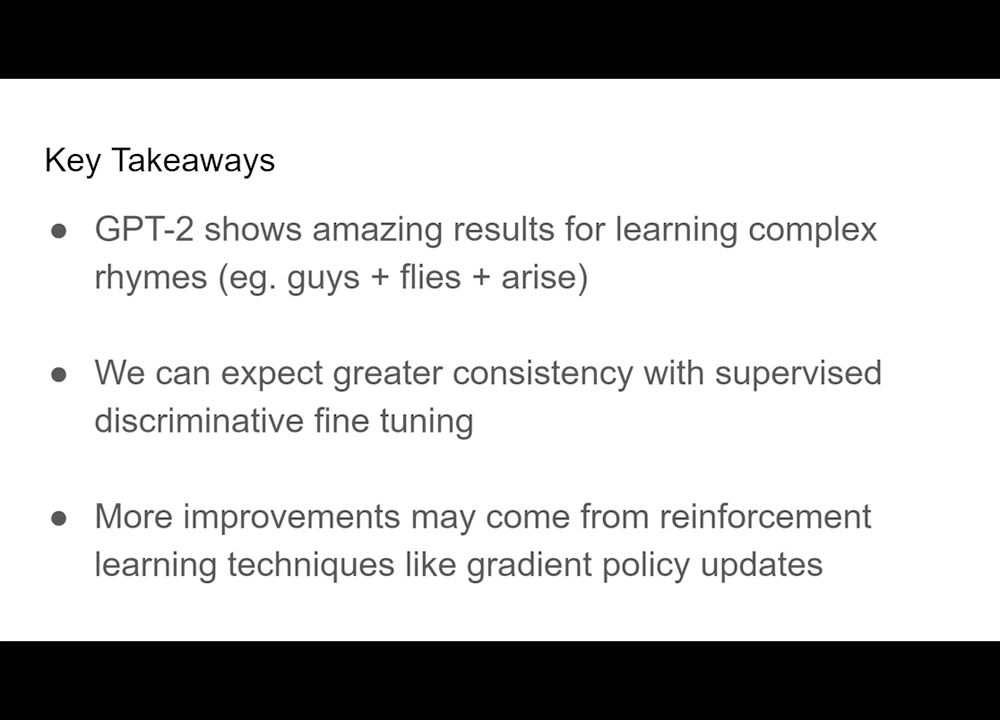 Key Takeaways
● GPT-2 shows amazing results for learning complex
rhymes (eg. guys + flies + arise)
● We can expect greater consistency with supervised
discriminative fine tuning
● More improvements may come from reinforcement
learning techniques like gradient policy updates